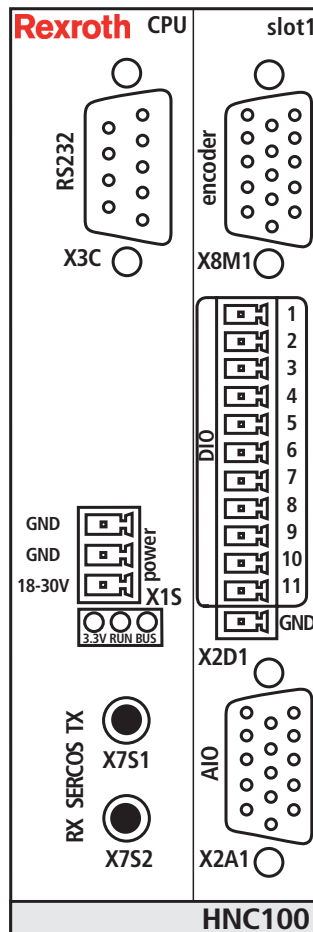 Rexroth CPU
RS232
X3C
GND
GND
18-30V
power
X1S
3.3V RUN BUS
RX SERCOS TX
X7S1
X7S2
slot1
encoder
X8M1
DIO
1
2
3
4
5
6
7
8
9
10
11
GND
X2D1
AIO
X2A1
HNC100